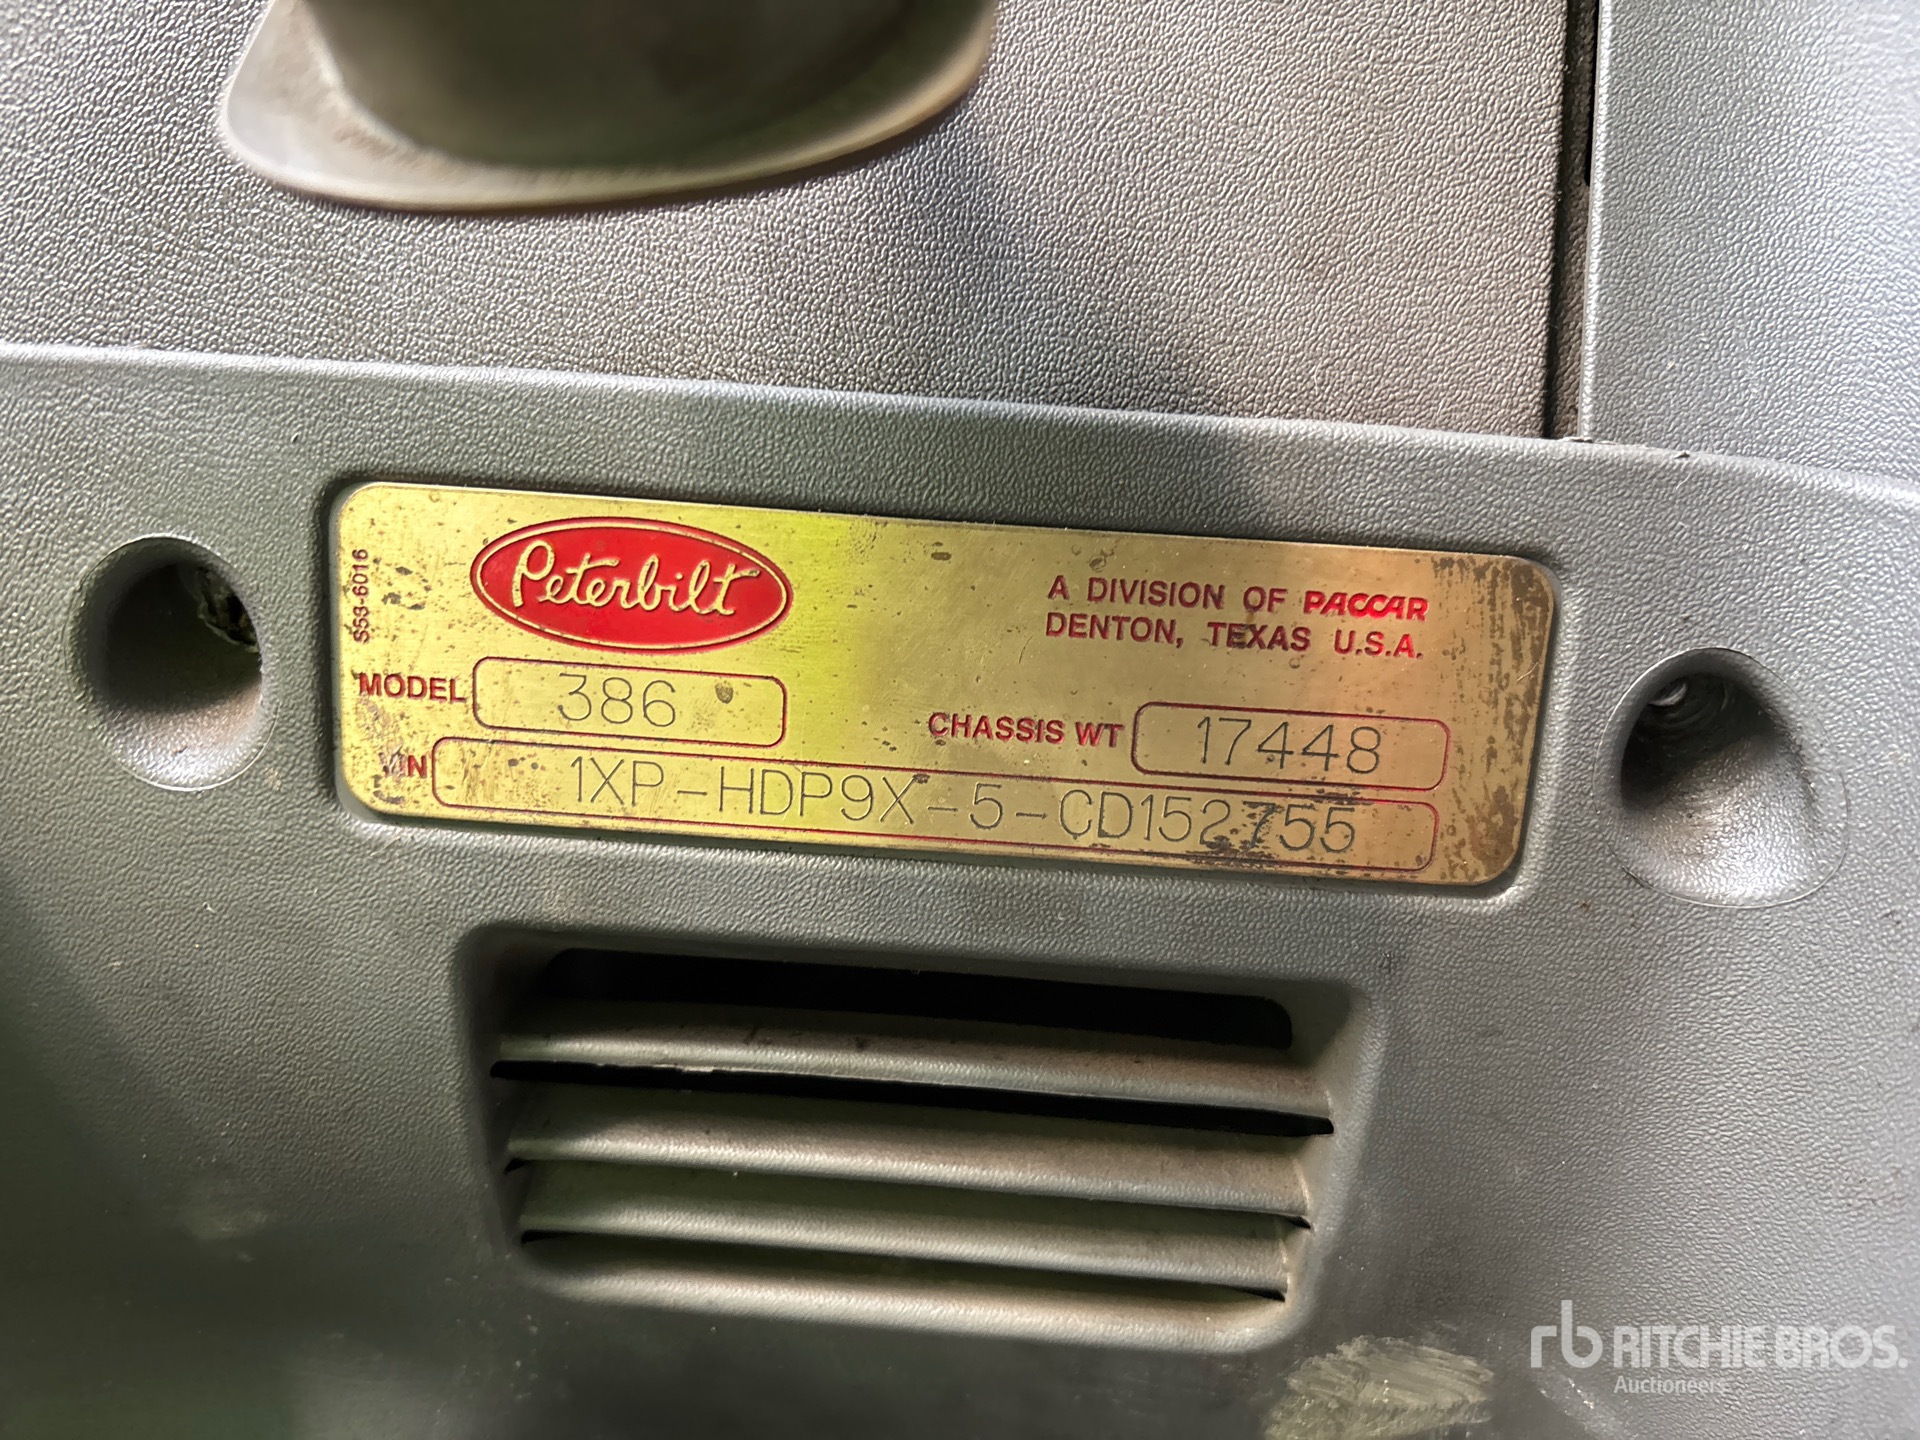 S53-6016
Peterbilt
A DIVISION OF PACCAR
DENTON, TEXAS U.S.A.
MODEL 386
CHASSIS WT 17448
VIN 1XP-HDP9X-5-CD152755
rb RITCHIE BROS.
Auctioneers